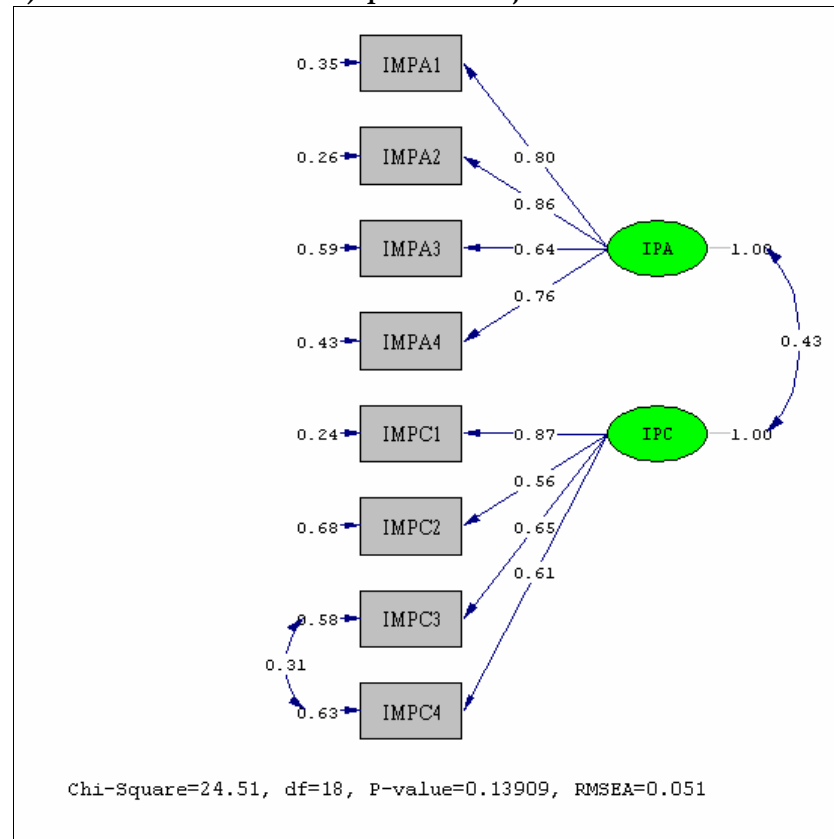 0.35 IMPA1
0.80
0.26 IMPA2
0.86
0.59 IMPA3 0.64 IPA 1.00
0.76
0.43 IMPA4 0.43
0.24 IMPC1 0.87 IPC 1.00
0.56
0.68 IMPC2 0.65
0.61
0.58 IMPC3
0.31
0.63 IMPC4
Chi-Square=24.51, df=18, P-value=0.13909, RMSEA=0.051